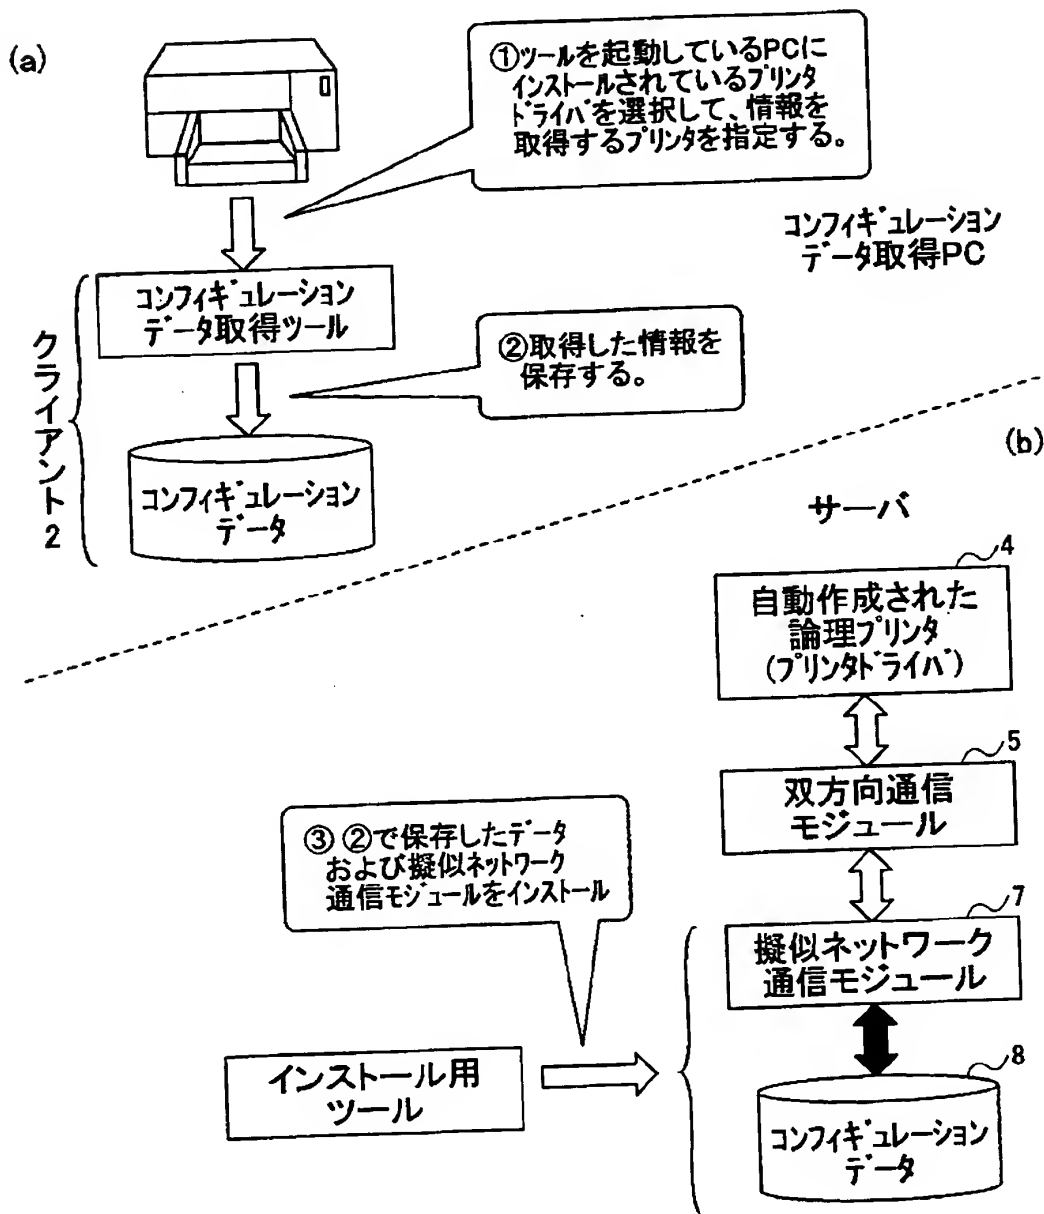 (a)
①ツールを起動しているPCに
インストールされているプリンタ
ドライバを選択して、情報を
取得するプリンタを指定する。
コンフィギュレーション
データ取得PC
コンフィギュレーション
データ取得ツール
クライアント2
②取得した情報を
保存する。
コンフィギュレーション
データ
(b)
サーバ
4
自動作成された
論理プリンタ
(プリンタドライバ)
5
双方向通信
モジュール
③ ②で保存したデータ
および擬似ネットワーク
通信モジュールをインストール
7
擬似ネットワーク
通信モジュール
インストール用
ツール
8
コンフィギュレーション
データ